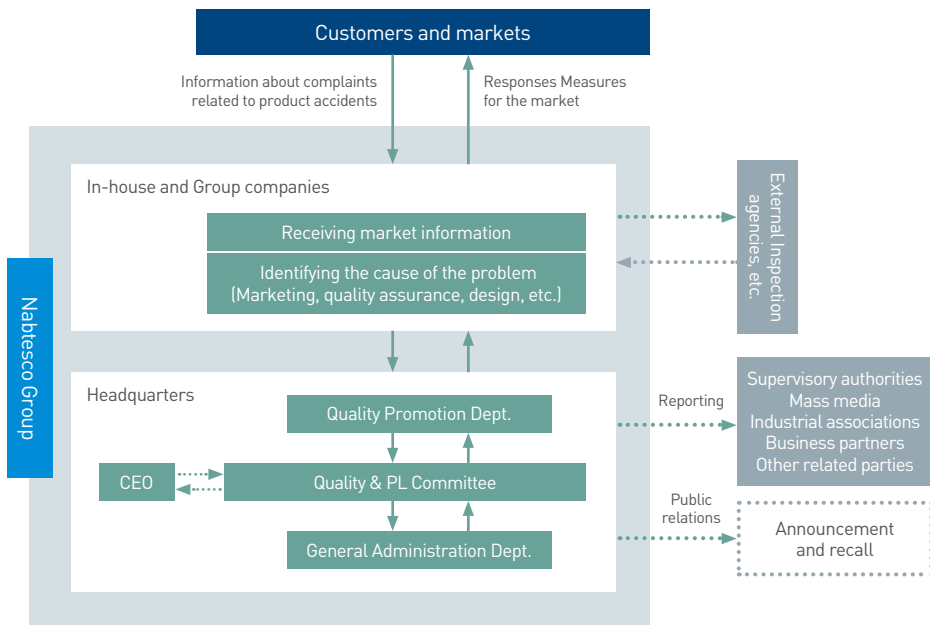 Customers and markets
Information about complaints
related to product accidents
Responses Measures
for the market
In-house and Group companies
Receiving market information
Identifying the cause of the problem
(Marketing, quality assurance, design, etc.)
External Inspection
agencies, etc.
Nabtesco Group
Headquarters
Quality Promotion Dept.
CEO
Quality & PL Committee
General Administration Dept.
Reporting
Supervisory authorities
Mass media
Industrial associations
Business partners
Other related parties
Public
relations
Announcement
and recall